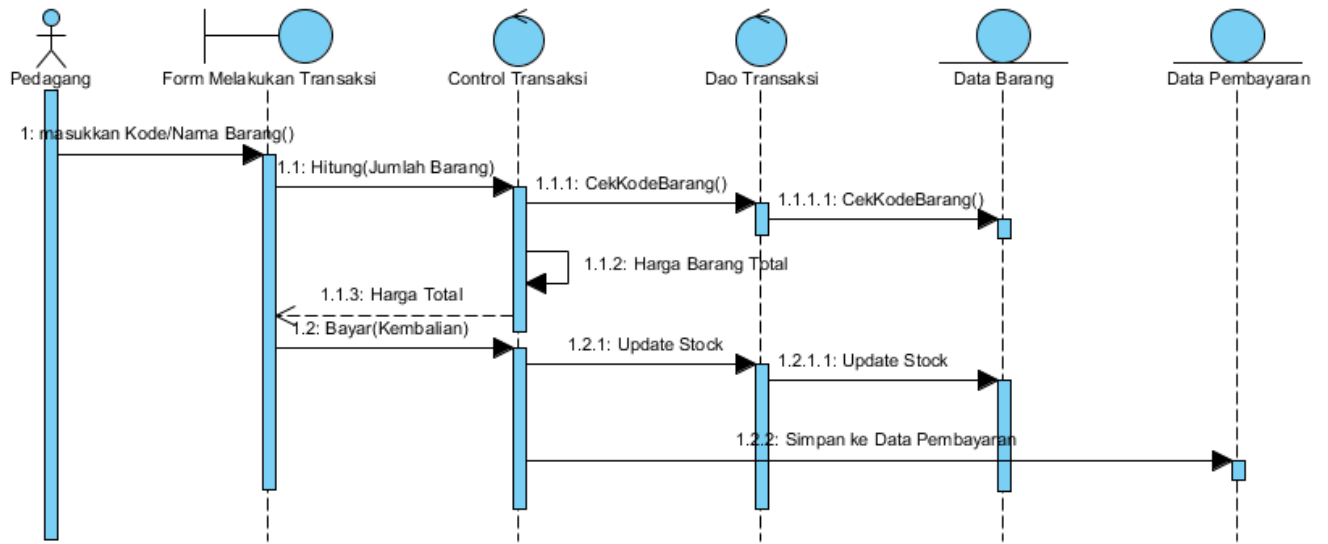 Pedagang
Form Melakukan Transaksi
Control Transaksi
Dao Transaksi
Data Barang
Data Pembayaran
1: masukkan Kode/Nama Barang()
1.1: Hitung(Jumlah Barang)
1.1.1: CekKodeBarang()
1.1.1.1: CekKodeBarang()
1.1.2: Harga Barang Total
1.1.3: Harga Total
1.2: Bayar(Kembalian)
1.2.1: Update Stock
1.2.1.1: Update Stock
1.2.2: Simpan ke Data Pembayaran